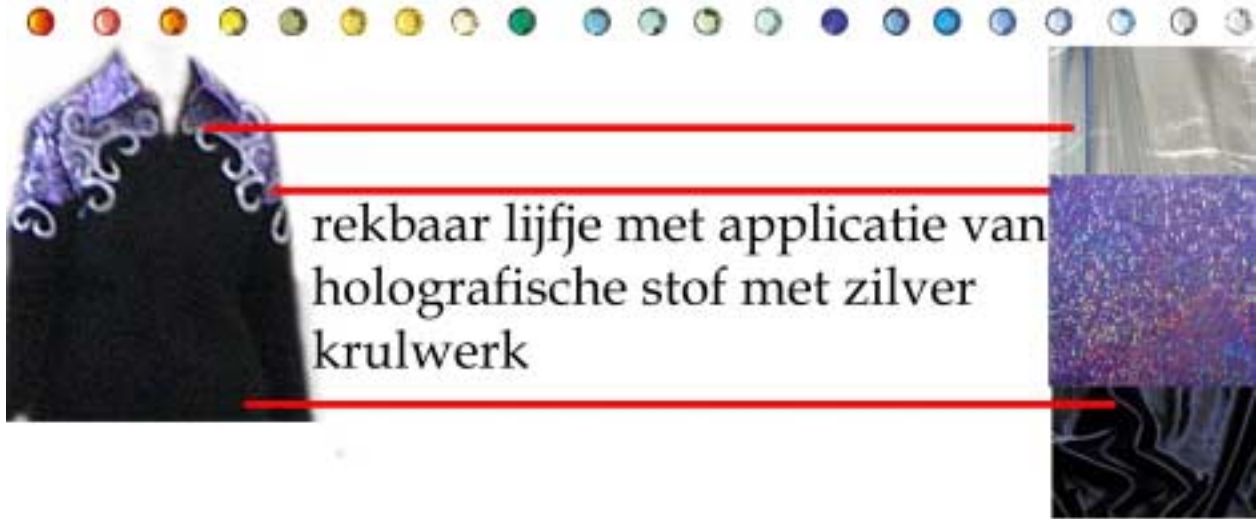 rekbaar lijfje met applicatie van
holografische stof met zilver
krulwerk